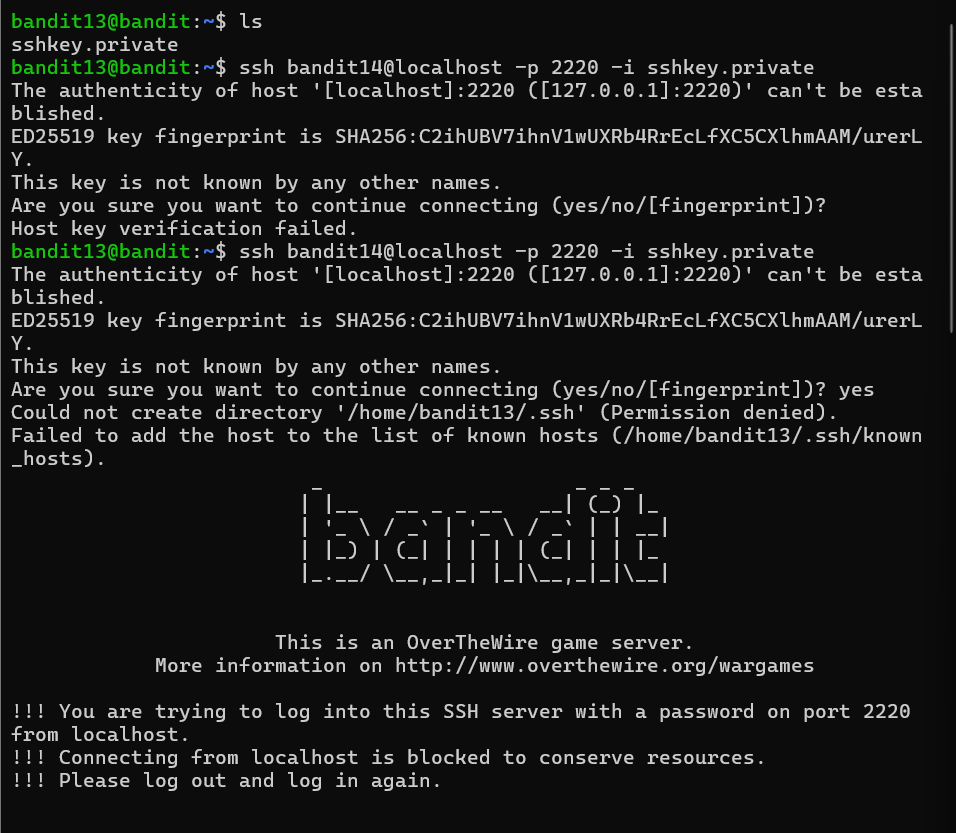 bandit13@bandit:~$ ls
sshkey.private
bandit13@bandit:~$ ssh bandit14@localhost -p 2220 -i sshkey.private
The authenticity of host '[localhost]:2220 ([127.0.0.1]:2220)' can't be esta
blished.
ED25519 key fingerprint is SHA256:C2ihUBV7ihnV1wUXRb4RrEcLfXC5CXlhmAAM/urerL
Y.
This key is not known by any other names.
Are you sure you want to continue connecting (yes/no/[fingerprint])?
Host key verification failed.
bandit13@bandit:~$ ssh bandit14@localhost -p 2220 -i sshkey.private
The authenticity of host '[localhost]:2220 ([127.0.0.1]:2220)' can't be esta
blished.
ED25519 key fingerprint is SHA256:C2ihUBV7ihnV1wUXRb4RrEcLfXC5CXlhmAAM/urerL
Y.
This key is not known by any other names.
Are you sure you want to continue connecting (yes/no/[fingerprint])? yes
Could not create directory '/home/bandit13/.ssh' (Permission denied).
Failed to add the host to the list of known hosts (/home/bandit13/.ssh/known
_hosts).
bandit
This is an OverTheWire game server.
More information on http://www.overthewire.org/wargames
!!! You are trying to log into this SSH server with a password on port 2220
from localhost.
!!! Connecting from localhost is blocked to conserve resources.
!!! Please log out and log in again.